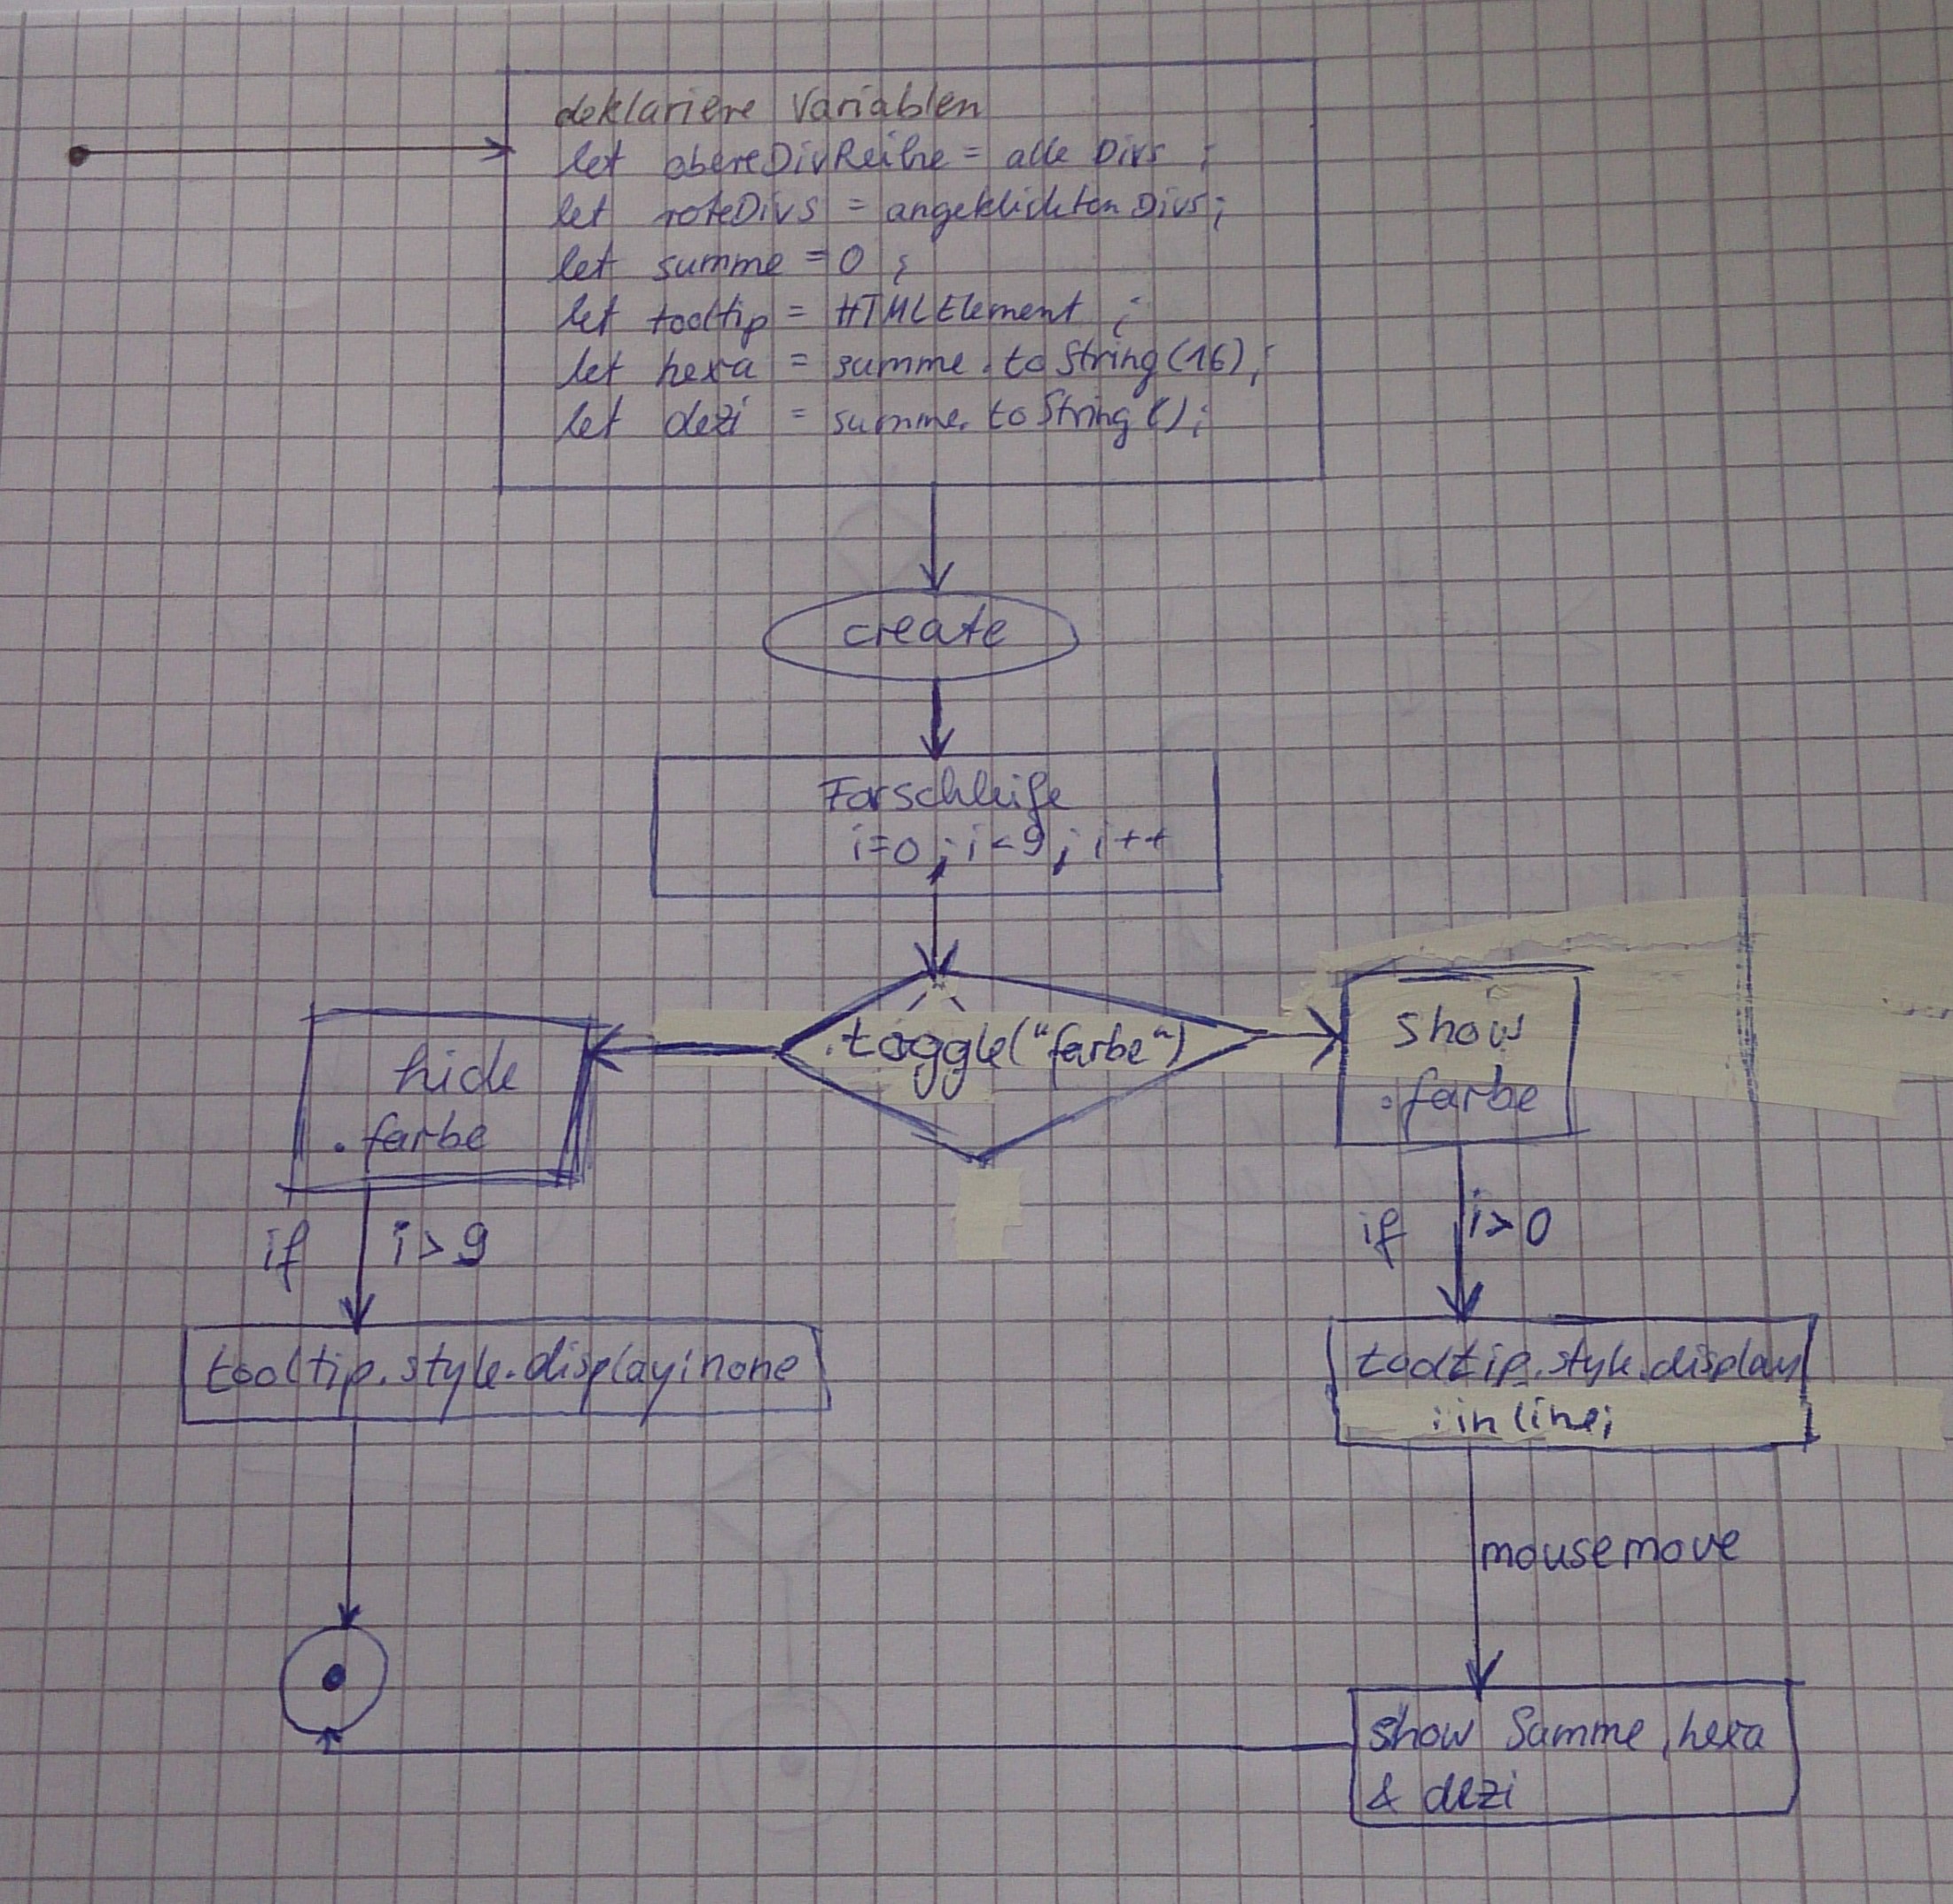 deklariere Variablen
let obereDivReihe = alle Divs ;
let roteDivs = angeklickten Divs;
let summe = 0 ;
let tooltip = HTMLElement ;
let hexa = summe.toString(16);
let dezi = summe.toString();
create
Forschleife
i=0 ; i<9 ; i++
.toggle("farbe")
hide
.farbe
show
.farbe
if i>9
if i>0
tooltip.style.display:none
tooltip.style.display
:inline;
mousemove
show Summe, hexa
& dezi